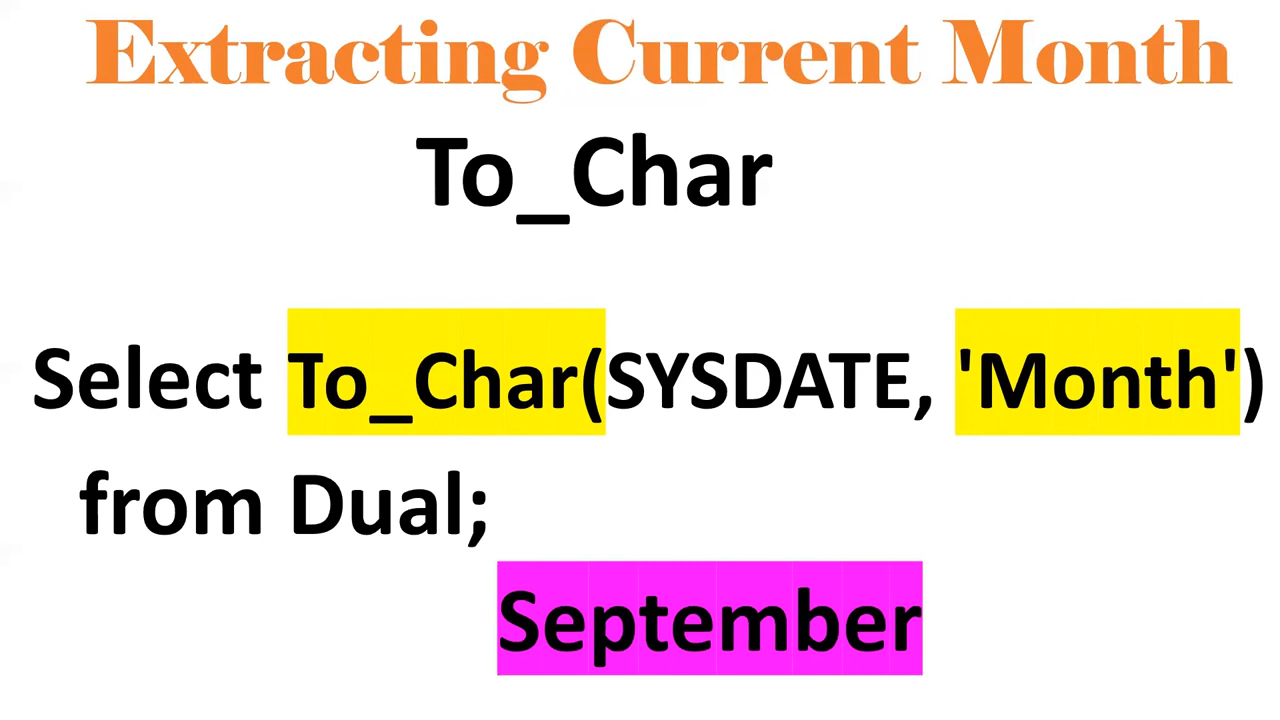 Extracting Current Month
To_Char
Select To_Char(SYSDATE, 'Month')
from Dual;
September